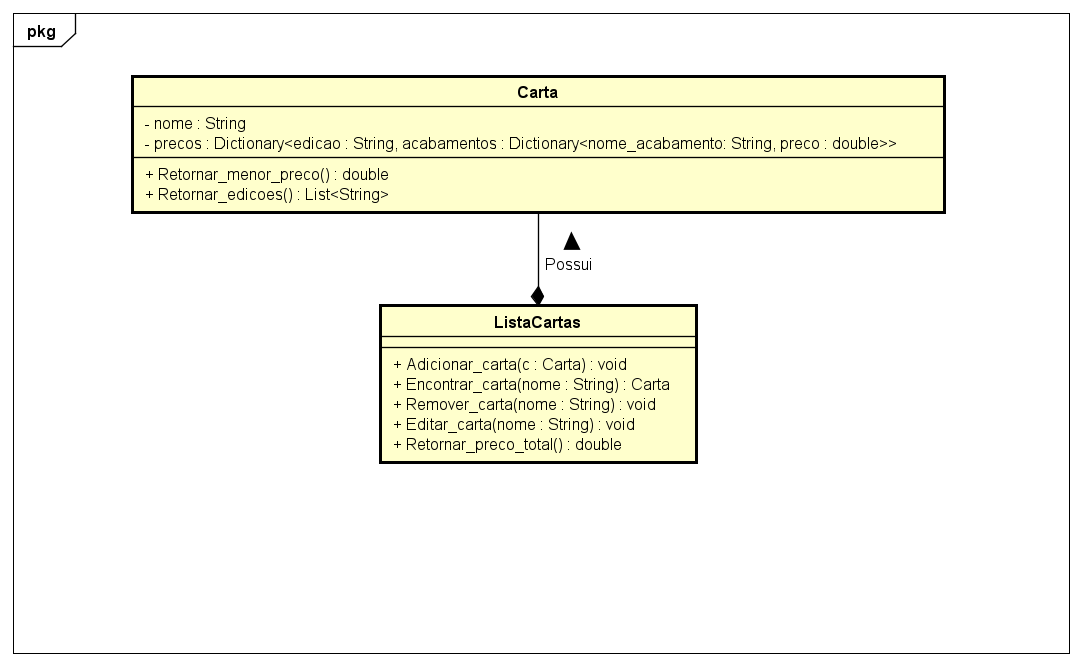 pkg
Carta
- nome : String
- precos : Dictionary<edicao : String, acabamentos : Dictionary<nome_acabamento: String, preco : double>>
+ Retornar_menor_preco() : double
+ Retornar_edicoes() : List<String>
Possui
ListaCartas
+ Adicionar_carta(c : Carta) : void
+ Encontrar_carta(nome : String) : Carta
+ Remover_carta(nome : String) : void
+ Editar_carta(nome : String) : void
+ Retornar_preco_total() : double